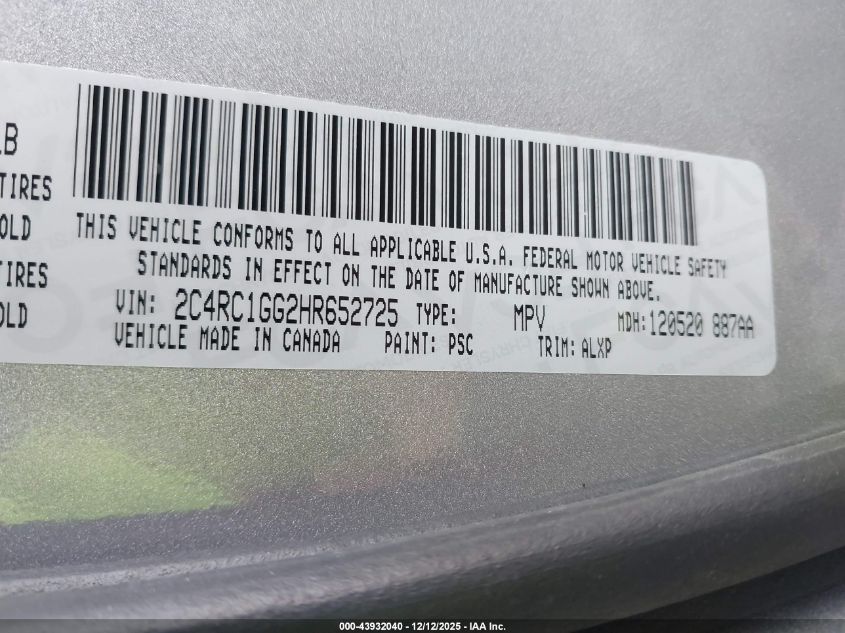 LB
TIRES
OLD
TIRES
OLD
THIS VEHICLE CONFORMS TO ALL APPLICABLE U.S.A. FEDERAL MOTOR VEHICLE SAFETY
STANDARDS IN EFFECT ON THE DATE OF MANUFACTURE SHOWN ABOVE.
VIN: 2C4RC1GG2HR652725 TYPE: MPV MDH:120520 887AA
VEHICLE MADE IN CANADA PAINT: PSC TRIM: ALXP
000-43932040 - 12/12/2025 - IAA Inc.